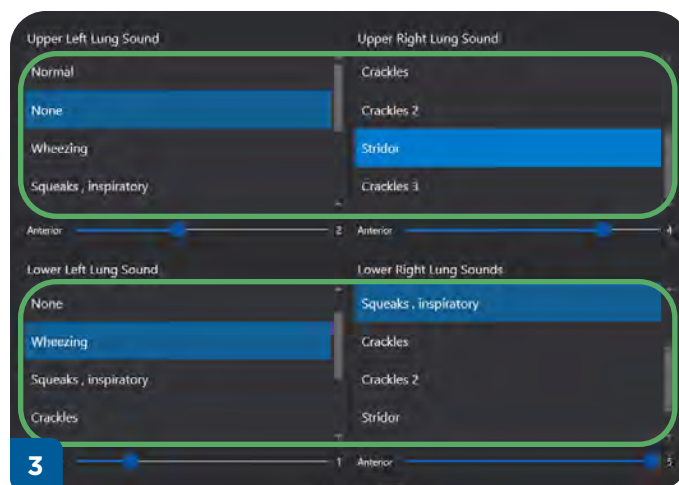 Upper Left Lung Sound
Normal
None
Wheezing
Squeaks , inspiratory
Anterior 2
Upper Right Lung Sound
Crackles
Crackles 2
Stridor
Crackles 3
Anterior 4
Lower Left Lung Sound
None
Wheezing
Squeaks , inspiratory
Crackles
1
Lower Right Lung Sounds
Squeaks , inspiratory
Crackles
Crackles 2
Stridor
Anterior 5
3